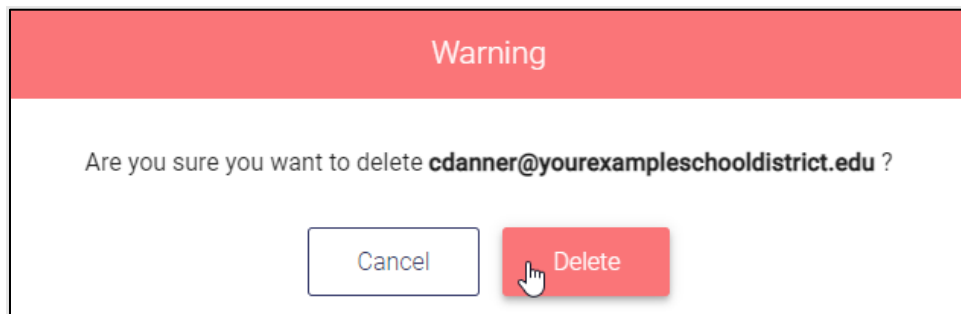 Warning
Are you sure you want to delete cdanner@yourexampleschooldistrict.edu ?
Cancel
Delete